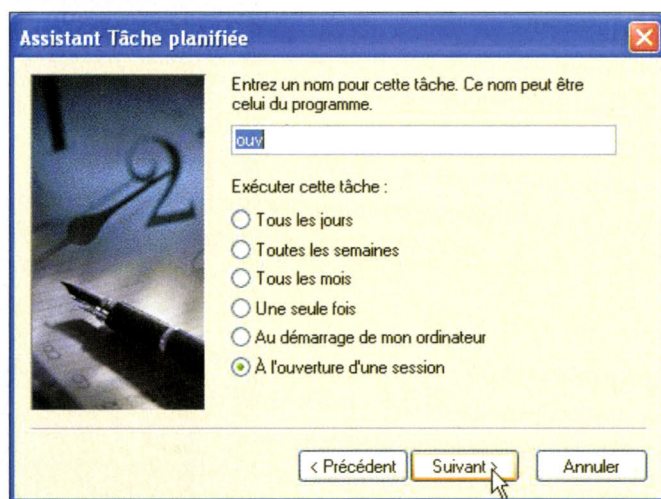 Assistant Tâche planifiée
Entrez un nom pour cette tâche. Ce nom peut être
celui du programme.
ouv
Exécuter cette tâche :
Tous les jours
Toutes les semaines
Tous les mois
Une seule fois
Au démarrage de mon ordinateur
À l'ouverture d'une session
< Précédent
Suivant >
Annuler